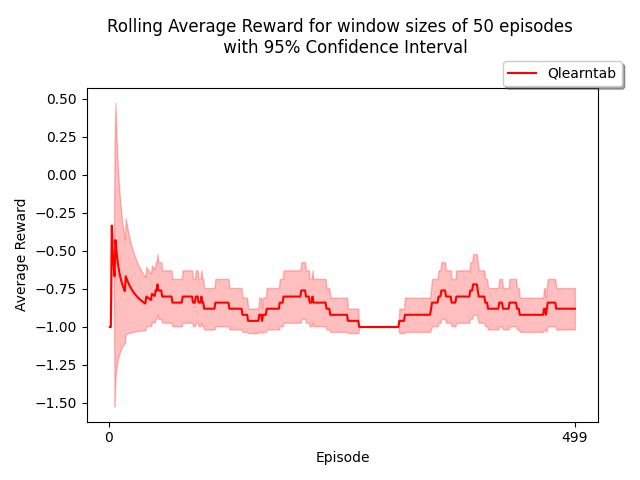 Rolling Average Reward for window sizes of 50 episodes
with 95% Confidence Interval
Qlearntab
0.50
0.25
0.00
−0.25
−0.50
−0.75
−1.00
−1.25
−1.50
Average Reward
0
499
Episode